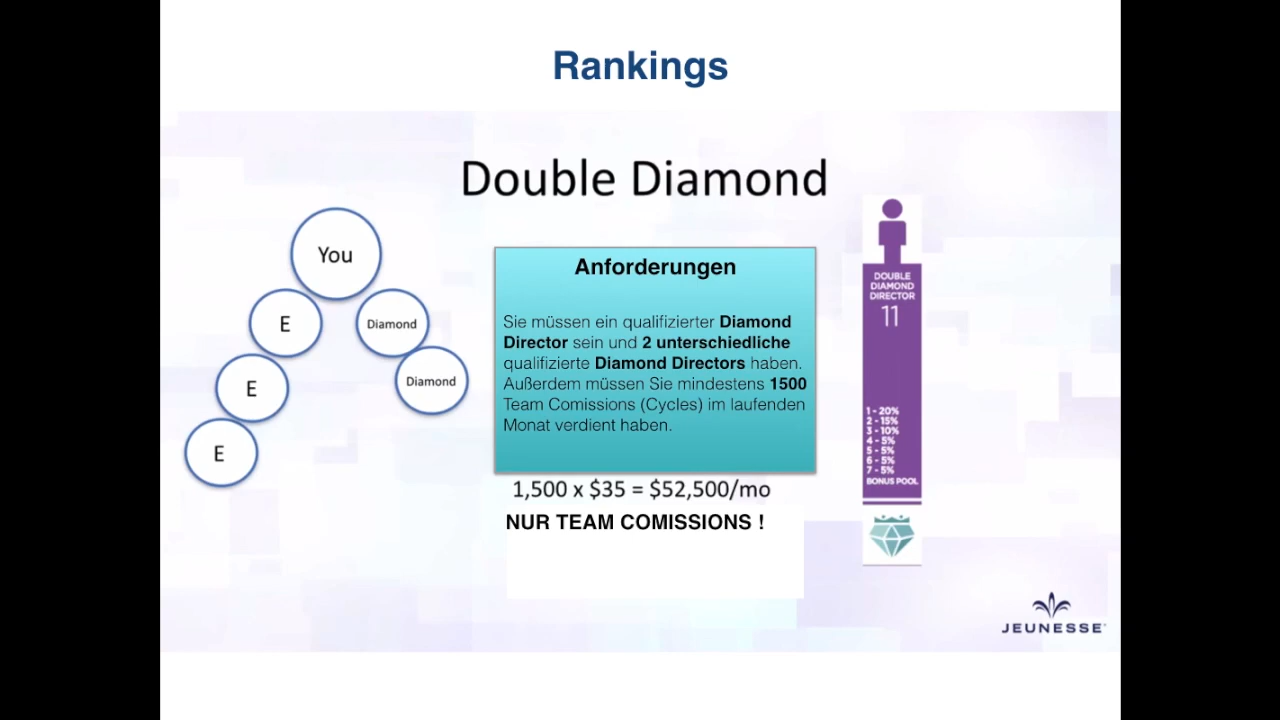 Rankings
Double Diamond
You
E
Diamond
E
Diamond
E
Anforderungen
Sie müssen ein qualifizierter Diamond
Director sein und 2 unterschiedliche
qualifizierte Diamond Directors haben.
Außerdem müssen Sie mindestens 1500
Team Comissions (Cycles) im laufenden
Monat verdient haben.
1,500 x $35 = $52,500/mo
NUR TEAM COMISSIONS !
DOUBLE
DIAMOND
DIRECTOR
11
1 - 20%
2 - 15%
3 - 10%
4 - 5%
5 - 5%
6 - 5%
7 - 5%
BONUS POOL
JEUNESSE